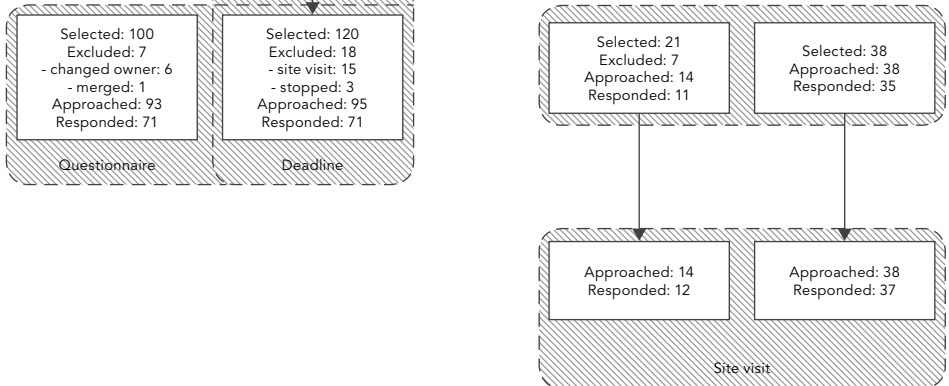 Selected: 100
Excluded: 7
- changed owner: 6
- merged: 1
Approached: 93
Responded: 71
Questionnaire
Selected: 120
Excluded: 18
- site visit: 15
- stopped: 3
Approached: 95
Responded: 71
Deadline
Selected: 21
Excluded: 7
Approached: 14
Responded: 11
Selected: 38
Approached: 38
Responded: 35
Approached: 14
Responded: 12
Approached: 38
Responded: 37
Site visit